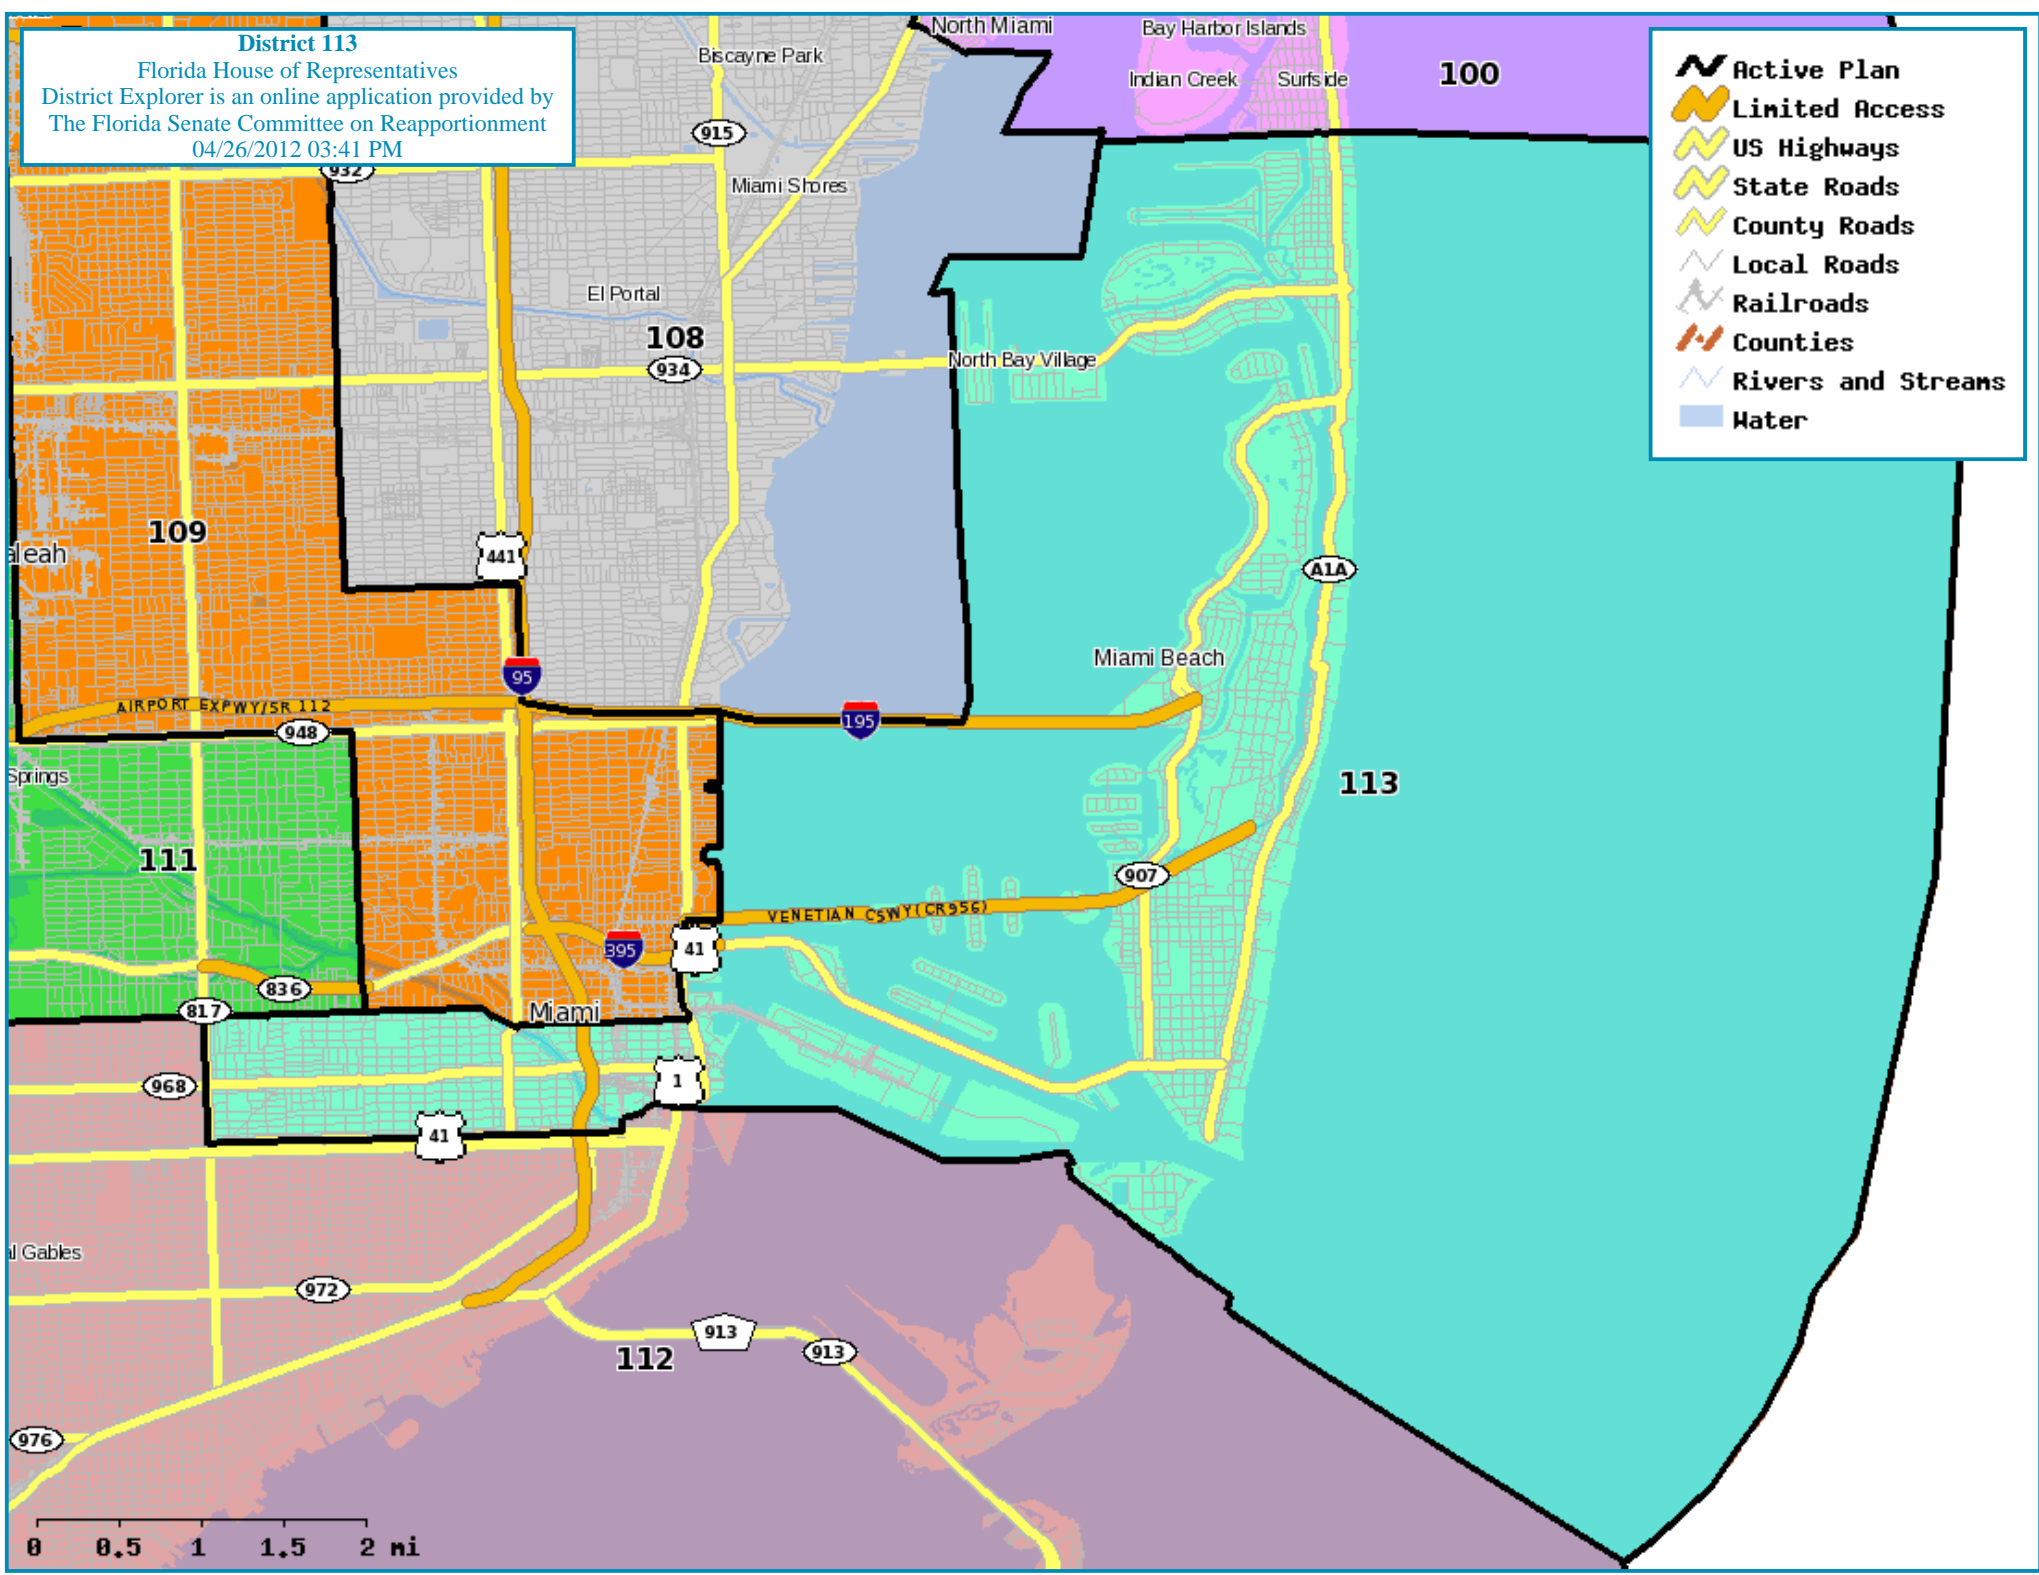 District 113
Florida House of Representatives
District Explorer is an online application provided by
The Florida Senate Committee on Reapportionment
04/26/2012 03:41 PM
North Miami
Bay Harbor Islands
Biscayne Park
Indian Creek
Surfside
100
Active Plan
Limited Access
US Highways
State Roads
County Roads
Local Roads
Railroads
Counties
Rivers and Streams
Water
915
932
Miami Shores
El Portal
108
934
North Bay Village
109
aleah
441
A1A
Miami Beach
95
AIRPORT EXPWY/SR 112
195
948
Springs
113
111
907
VENETIAN CSWY(CR956)
395
41
836
817
Miami
968
1
41
al Gables
972
913
913
112
976
0 0.5 1 1.5 2 mi